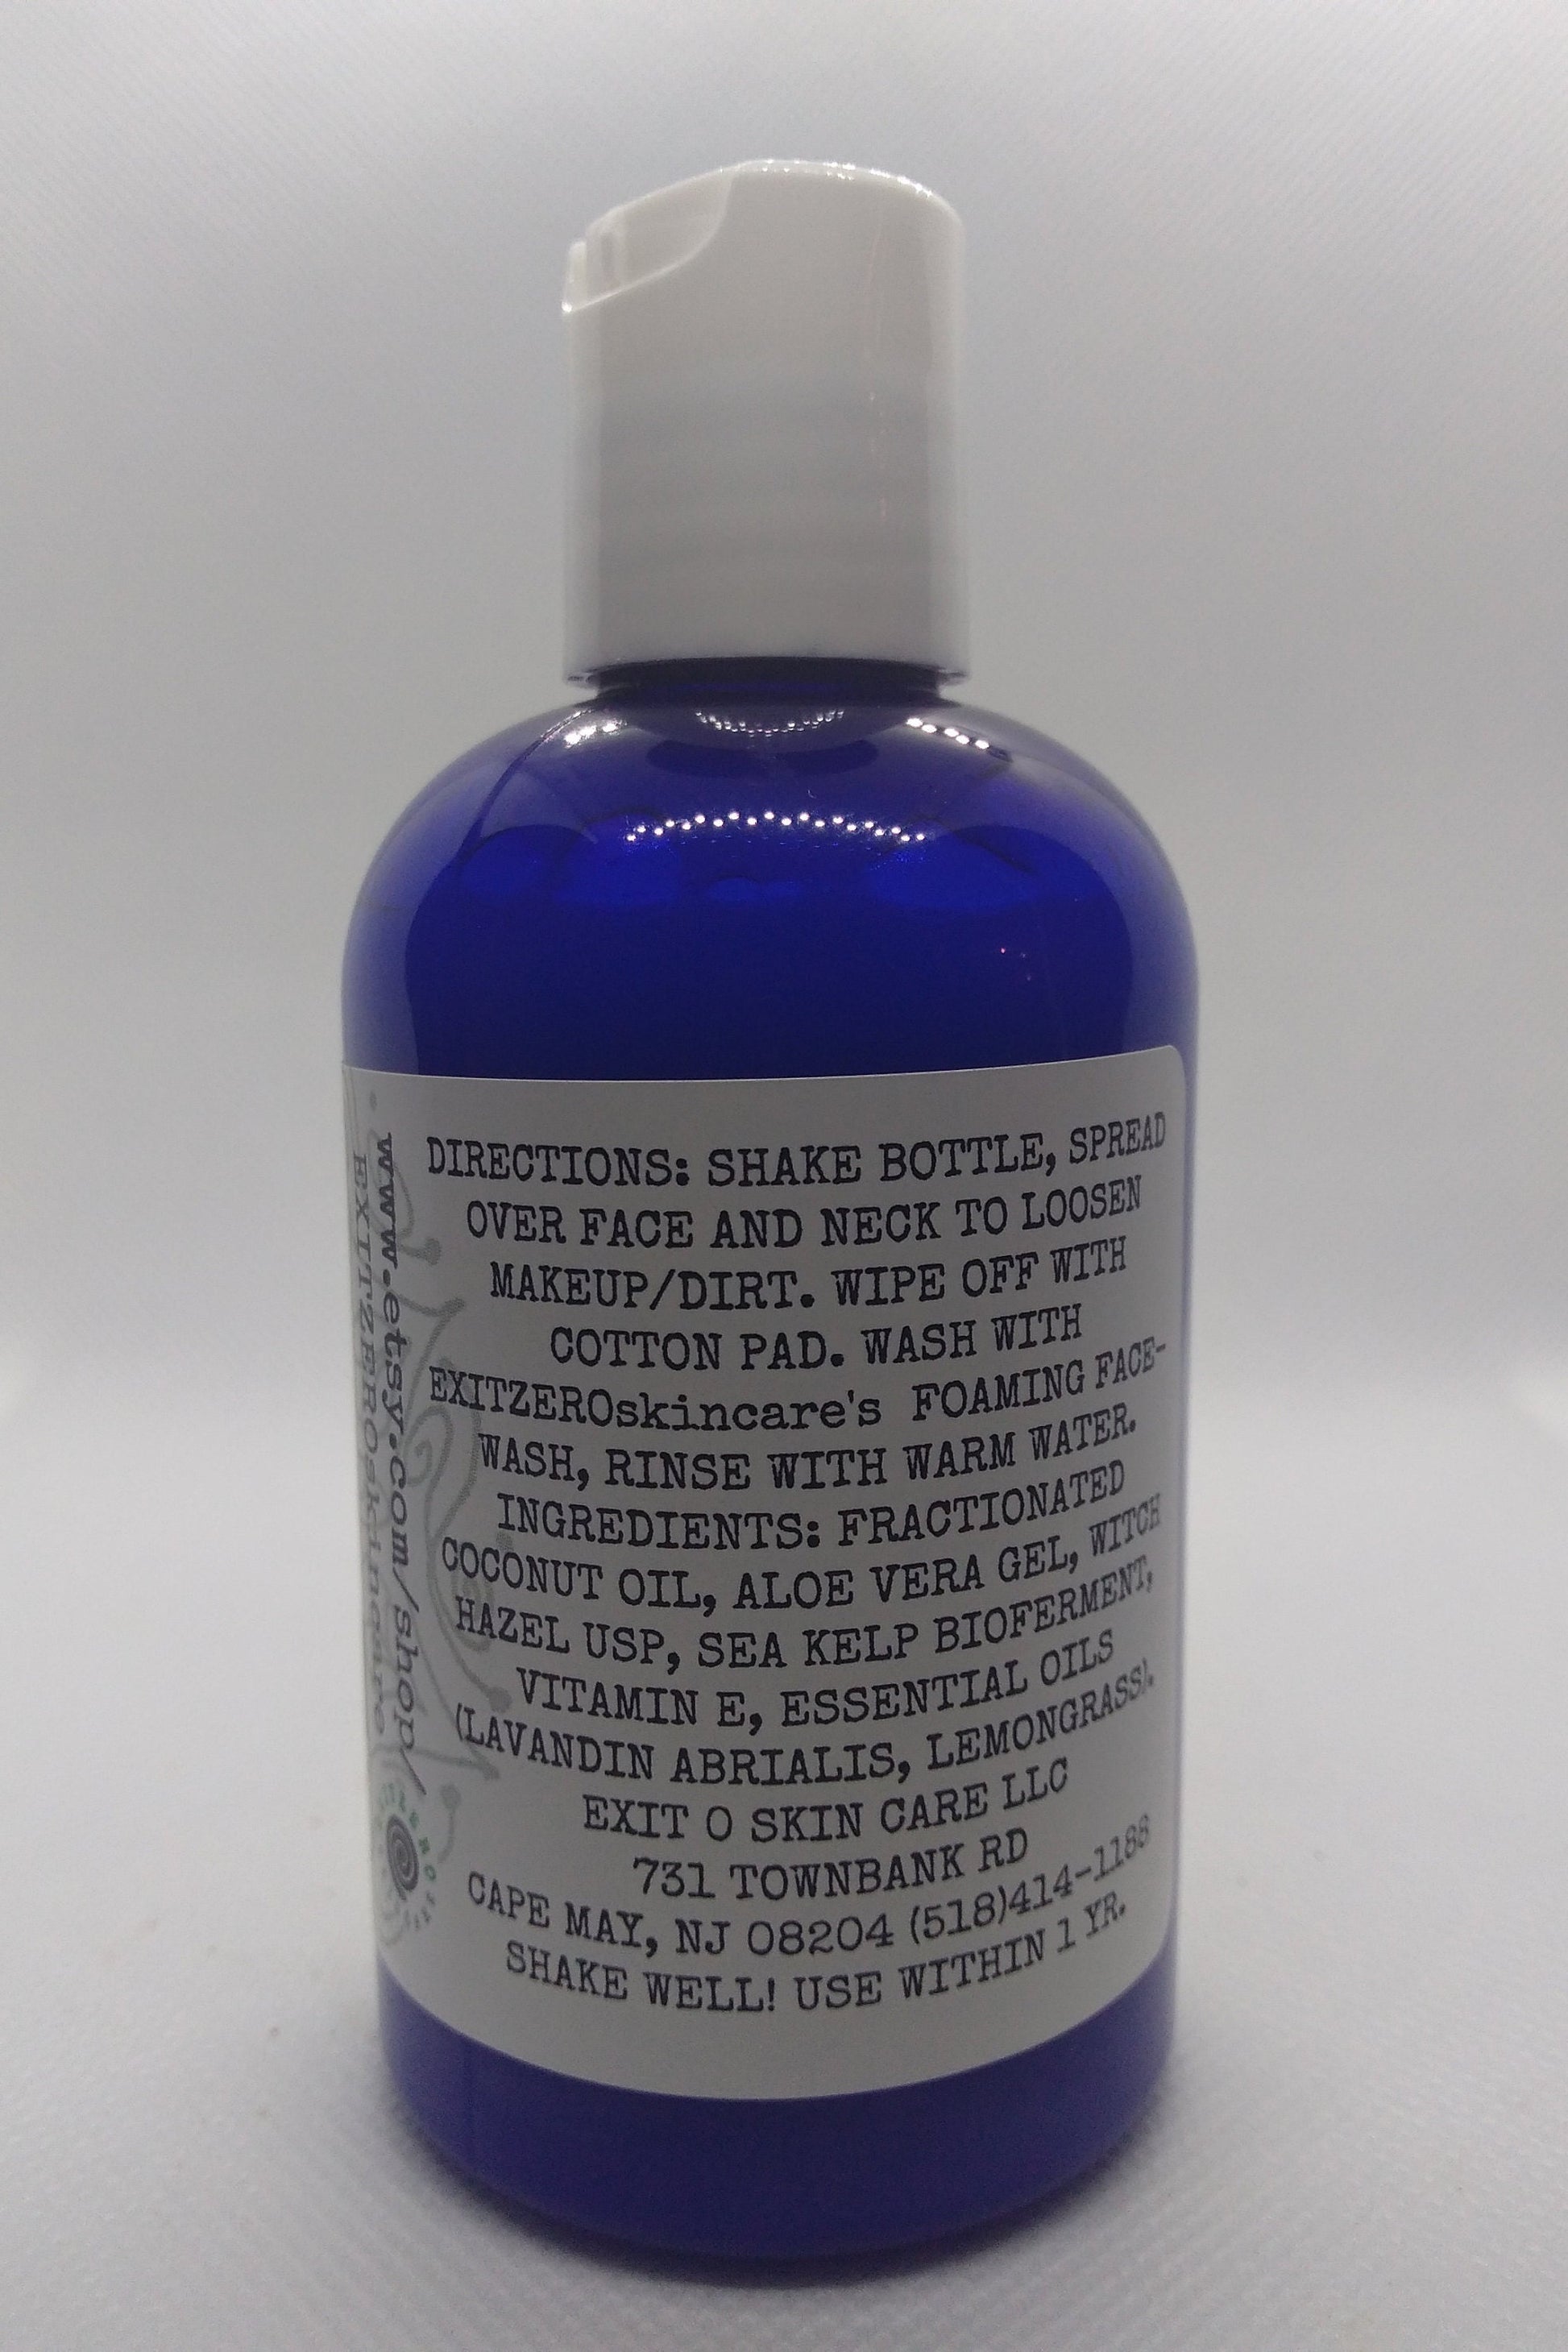 DIRECTIONS: SHAKE BOTTLE, SPREAD
OVER FACE AND NECK TO LOOSEN
MAKEUP/DIRT. WIPE OFF WITH
COTTON PAD. WASH WITH
EXITZEROskincare's FOAMING FACE-
WASH, RINSE WITH WARM WATER.
INGREDIENTS: FRACTIONATED
COCONUT OIL, ALOE VERA GEL, WITCH
HAZEL USP, SEA KELP BIOFERMENT,
VITAMIN E, ESSENTIAL OILS
(LAVANDIN ABRIALIS, LEMONGRASS).
EXIT 0 SKIN CARE LLC
731 TOWNBANK RD
CAPE MAY, NJ 08204 (518)414-1188
SHAKE WELL! USE WITHIN 1 YR.
www.etsy.com/shop/
EXITZEROskincare